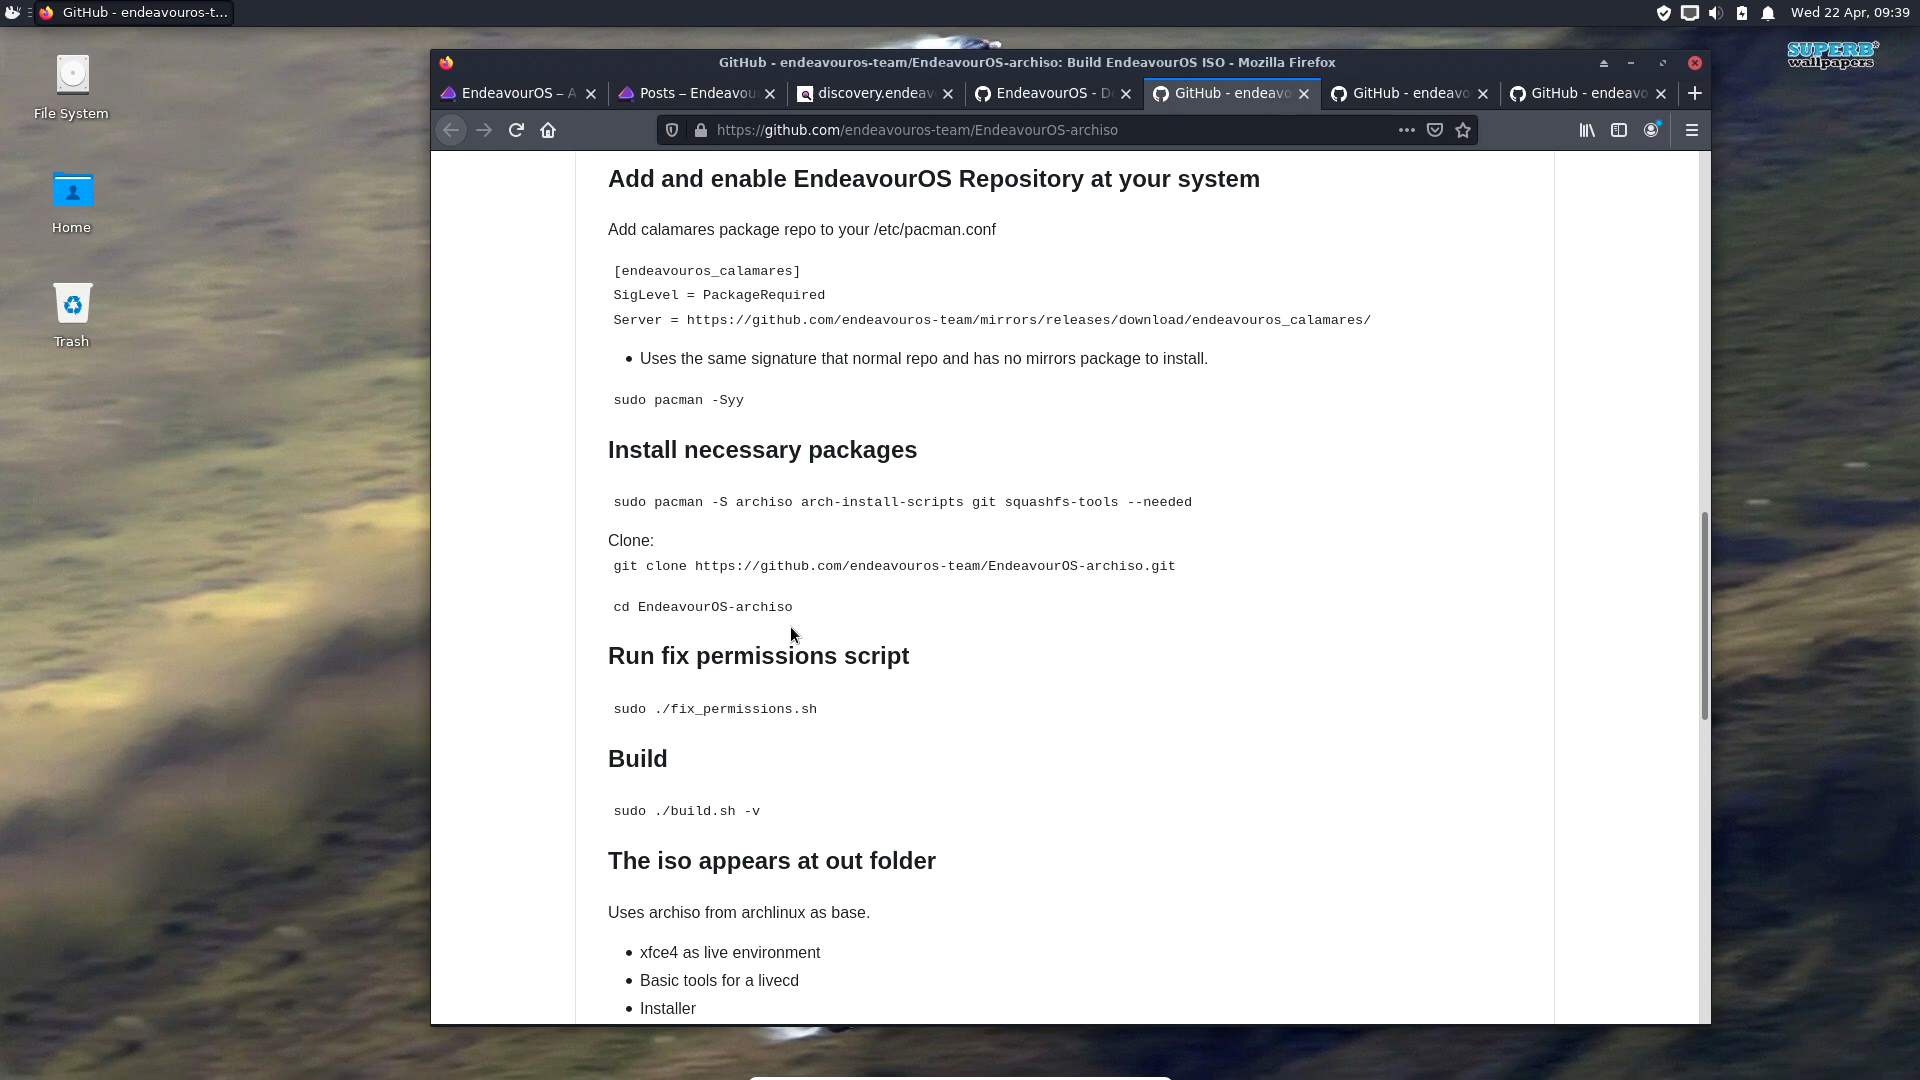 GitHub - endeavouros-t...
Wed 22 Apr, 09:39
SUPERB
wallpapers
File System
Home
Trash
GitHub - endeavouros-team/EndeavourOS-archiso: Build EndeavourOS ISO - Mozilla Firefox
EndeavourOS – A
Posts – Endeavou
discovery.endeav
EndeavourOS - D
GitHub - endeavo
GitHub - endeavo
GitHub - endeavo
https://github.com/endeavouros-team/EndeavourOS-archiso
Add and enable EndeavourOS Repository at your system
Add calamares package repo to your /etc/pacman.conf
[endeavouros_calamares]
SigLevel = PackageRequired
Server = https://github.com/endeavouros-team/mirrors/releases/download/endeavouros_calamares/
• Uses the same signature that normal repo and has no mirrors package to install.
sudo pacman -Syy
Install necessary packages
sudo pacman -S archiso arch-install-scripts git squashfs-tools --needed
Clone:
git clone https://github.com/endeavouros-team/EndeavourOS-archiso.git
cd EndeavourOS-archiso
Run fix permissions script
sudo ./fix_permissions.sh
Build
sudo ./build.sh -v
The iso appears at out folder
Uses archiso from archlinux as base.
• xfce4 as live environment
• Basic tools for a livecd
• Installer